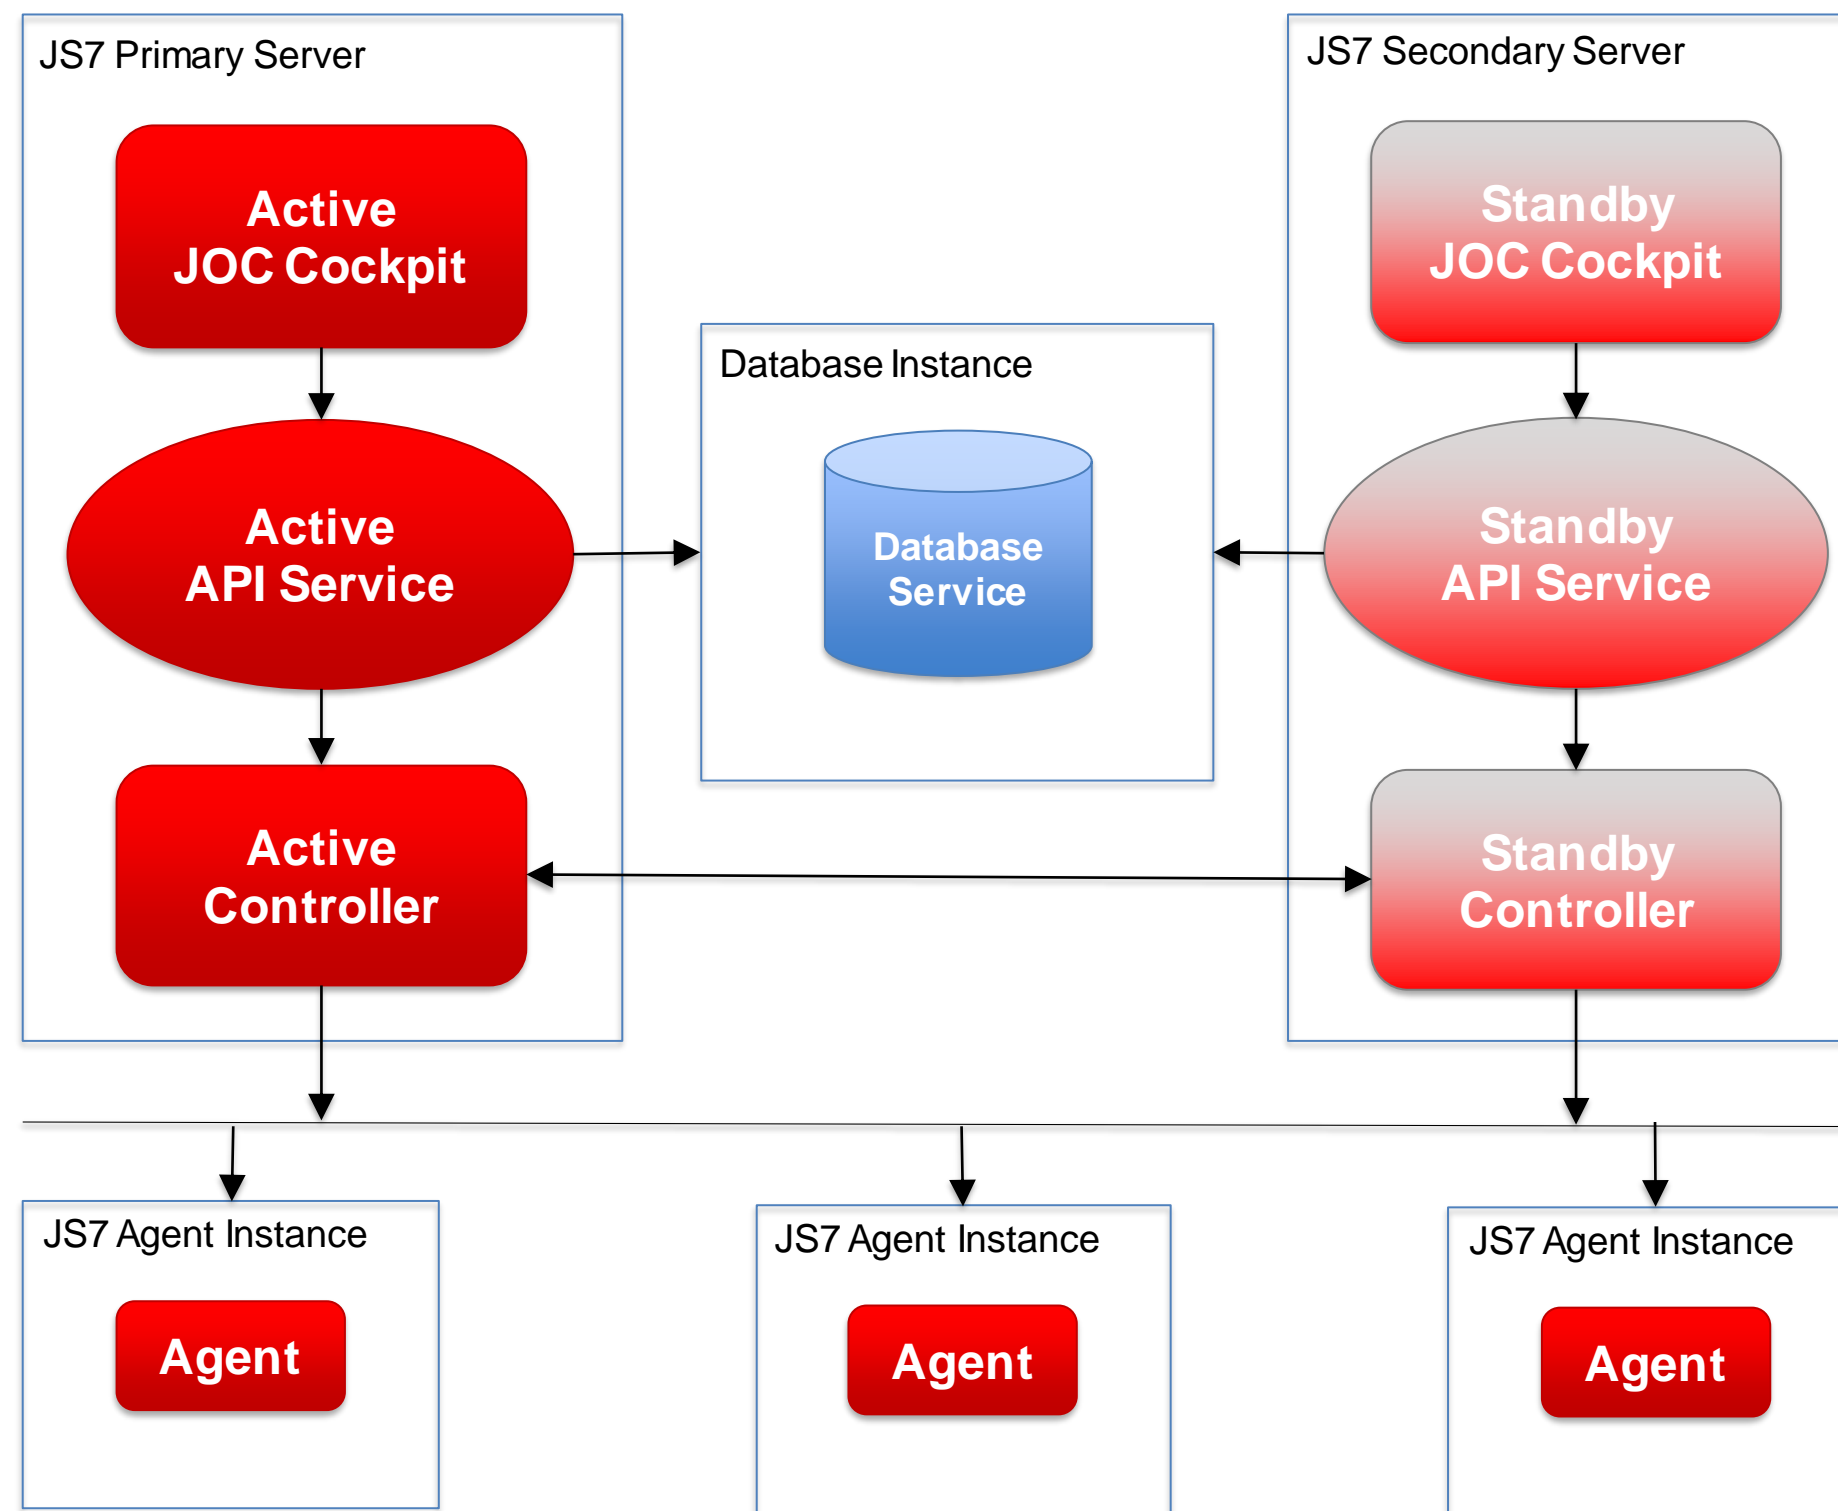 JS7 Primary Server
Active
JOC Cockpit
Active
API Service
Active
Controller
Database Instance
Database
Service
JS7 Secondary Server
Standby
JOC Cockpit
Standby
API Service
Standby
Controller
JS7 Agent Instance
Agent
JS7 Agent Instance
Agent
JS7 Agent Instance
Agent